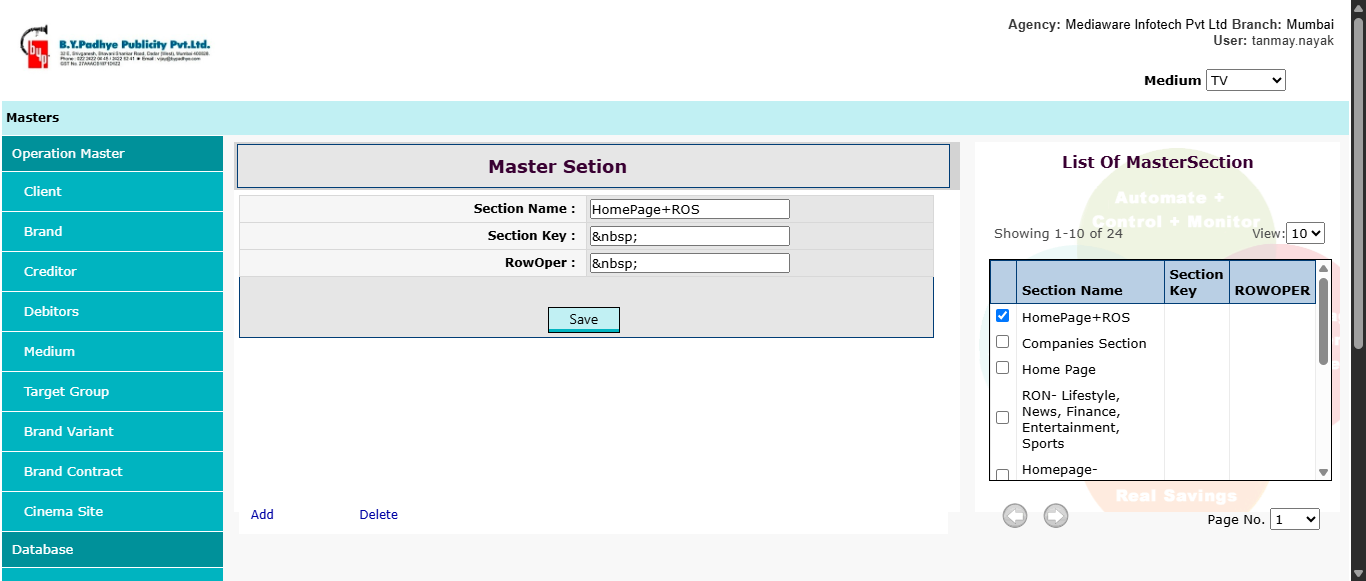 Agency: Mediaware Infotech Pvt Ltd Branch: Mumbai
User: tanmay.nayak
B.Y.Padhye Publicity Pvt.Ltd.
Medium TV
Masters
Operation Master
Client
Brand
Creditor
Debitors
Medium
Target Group
Brand Variant
Brand Contract
Cinema Site
Database
Master Setion
Section Name : HomePage+ROS
Section Key : &nbsp;
RowOper : &nbsp;
Save
Add Delete
List Of MasterSection
Automate +
Control + Monitor
Showing 1-10 of 24 View: 10
Section Name Section Key ROWOPER
HomePage+ROS
Companies Section
Home Page
RON- Lifestyle,
News, Finance,
Entertainment,
Sports
Homepage-
Real Savings
Page No. 1